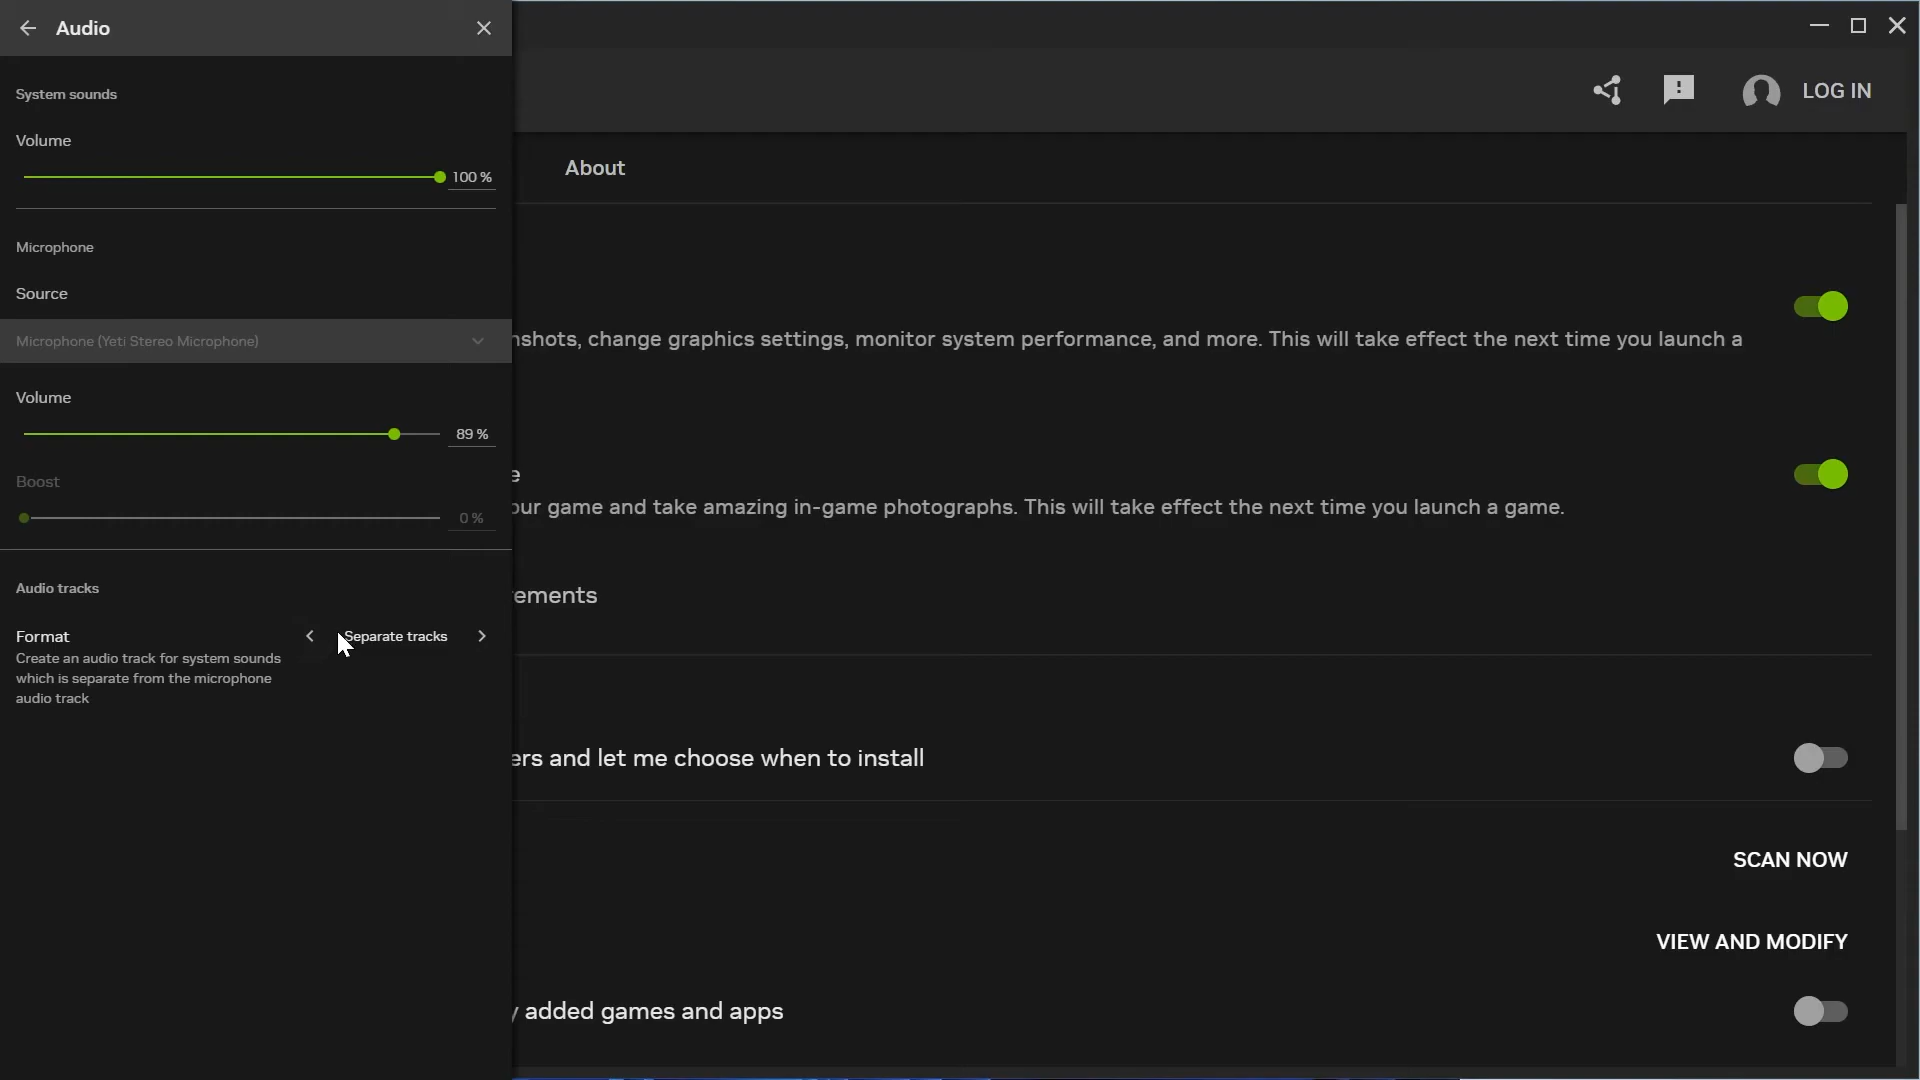 Audio
System sounds
Volume
100 %
Microphone
Source
Microphone (Yeti Stereo Microphone)
Volume
89 %
Boost
0 %
Audio tracks
Format
Separate tracks
Create an audio track for system sounds
which is separate from the microphone
audio track
LOG IN
About
nshots, change graphics settings, monitor system performance, and more. This will take effect the next time you launch a
e
our game and take amazing in-game photographs. This will take effect the next time you launch a game.
ements
ers and let me choose when to install
SCAN NOW
VIEW AND MODIFY
y added games and apps